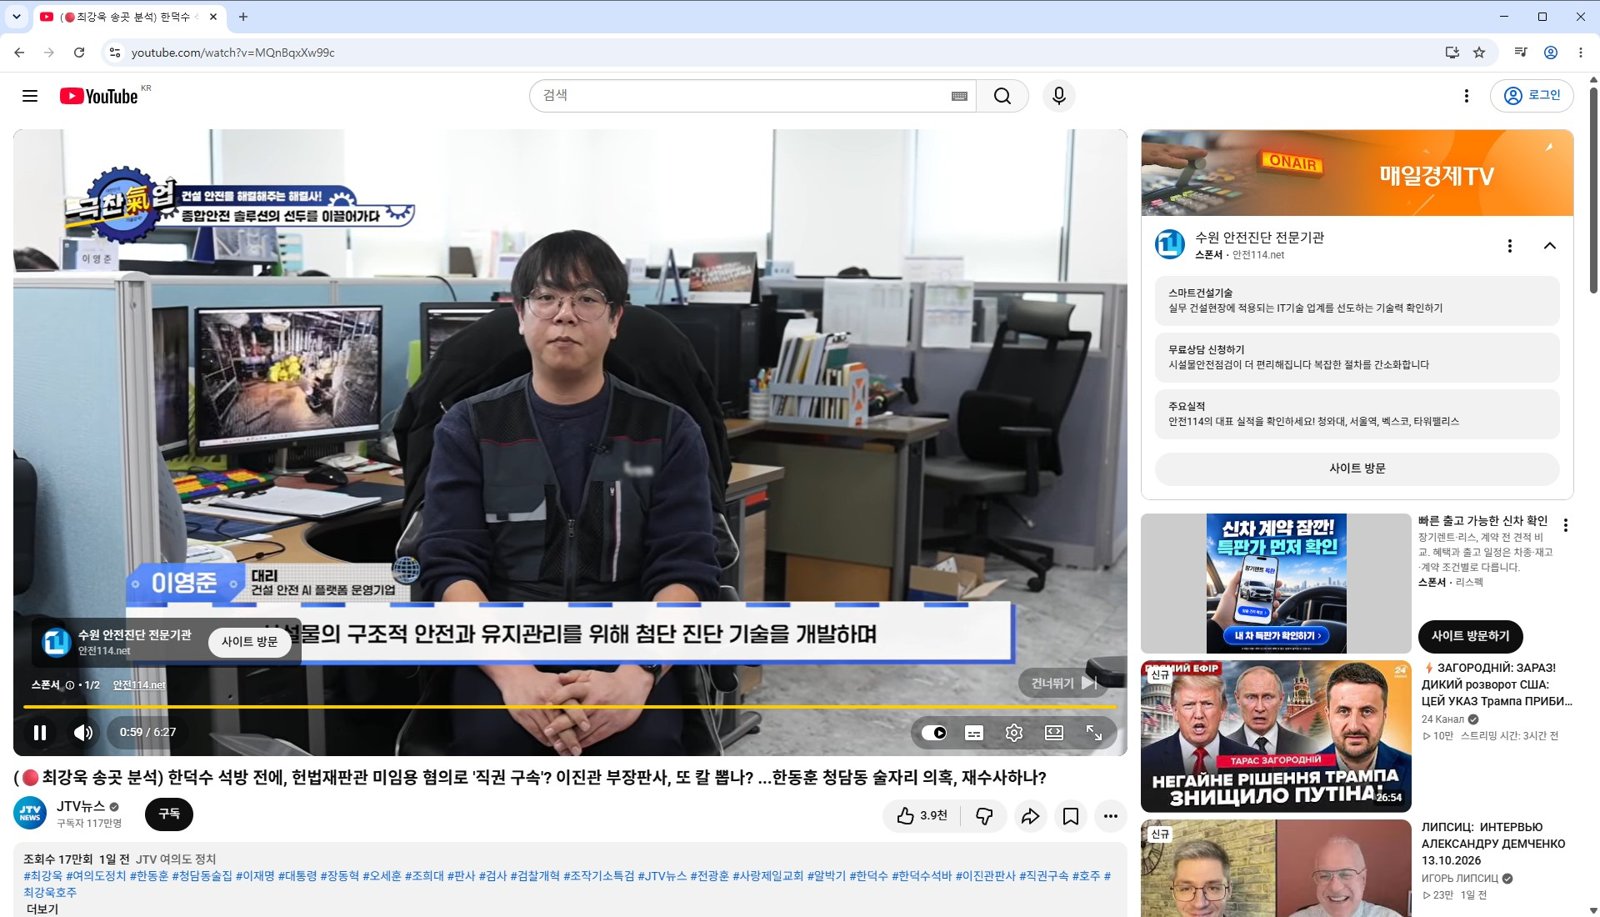 (🔴최강욱 송곳 분석) 한덕수
youtube.com/watch?v=MQnBqxXw99c
YouTube KR
검색
로그인
극찬氣업
건설 안전을 해결해주는 해결사!
종합안전 솔루션의 선두를 이끌어가다
이영준
이영준
대리
건설 안전 AI 플랫폼 운영기업
시설물의 구조적 안전과 유지관리를 위해 첨단 진단 기술을 개발하며
수원 안전진단 전문기관
안전114.net
사이트 방문
스폰서 · 1/2 안전114.net
건너뛰기
0:59 / 6:27
(🔴최강욱 송곳 분석) 한덕수 석방 전에, 헌법재판관 미임용 혐의로 '직권 구속'? 이진관 부장판사, 또 칼 뽑나? ...한동훈 청담동 술자리 의혹, 재수사하나?
JTV NEWS
JTV뉴스
구독자 117만명
구독
3.9천
조회수 17만회 1일 전 JTV 여의도 정치
#최강욱 #여의도정치 #한동훈 #청담동술집 #이재명 #대통령 #장동혁 #오세훈 #조희대 #판사 #검사 #검찰개혁 #조작기소특검 #JTV뉴스 #전광훈 #사랑제일교회 #알박기 #한덕수 #한덕수석바 #이진관판사 #직권구속 #호주 #
최강욱호주
더보기
ON AIR
매일경제TV
수원 안전진단 전문기관
스폰서 · 안전114.net
스마트건설기술
실무 건설현장에 적용되는 IT기술 업계를 선도하는 기술력 확인하기
무료상담 신청하기
시설물안전점검이 더 편리해집니다 복잡한 절차를 간소화합니다
주요실적
안전114의 대표 실적을 확인하세요! 청와대, 서울역, 벡스코, 타워팰리스
사이트 방문
신차 계약 잠깐!
특판가 먼저 확인
내 차 특판가 확인하기 >
빠른 출고 가능한 신차 확인
장기렌트·리스, 계약 전 견적 비
교. 혜택과 출고 일정은 차종·재고
·계약 조건별로 다릅니다.
스폰서 · 리스펙
사이트 방문하기
ПРЯМИЙ ЕФІР
신규
24
ТАРАС ЗАГОРОДНІЙ
НЕГАЙНЕ РІШЕННЯ ТРАМПА
ЗНИЩИЛО ПУТІНА!
26:54
⚡ЗАГОРОДНІЙ: ЗАРАЗ!
ДИКИЙ розворот США:
ЦЕЙ УКАЗ Трампа ПРИБИ...
24 Канал
10만 스트리밍 시간: 3시간 전
신규
ЛИПСИЦ: ИНТЕРВЬЮ
АЛЕКСАНДРУ ДЕМЧЕНКО
13.10.2026
ИГОРЬ ЛИПСИЦ
23만 1일 전